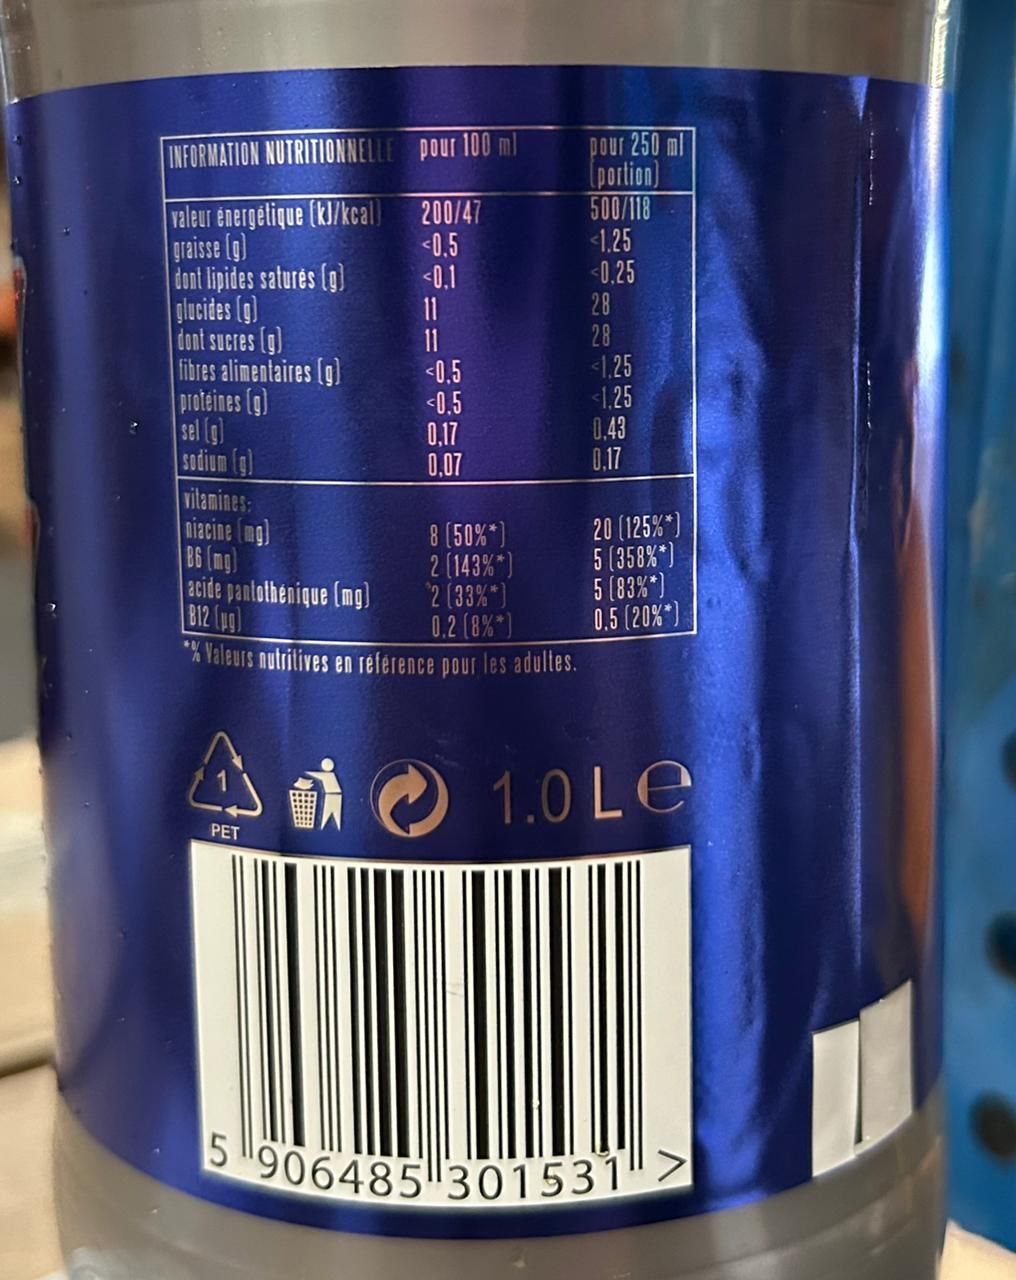 INFORMATION NUTRITIONNELLE pour 100 ml pour 250 ml (portion)
valeur énergétique (kJ/kcal) 200/47 500/118
graisse (g) <0,5 <1,25
dont lipides saturés (g) <0,1 <0,25
glucides (g) 11 28
dont sucres (g) 11 28
fibres alimentaires (g) <0,5 <1,25
protéines (g) <0,5 <1,25
sel (g) 0,17 0,43
sodium (g) 0,07 0,17
vitamines:
niacine (mg) 8 (50%*) 20 (125%*)
B6 (mg) 2 (143%*) 5 (358%*)
acide pantothénique (mg) 2 (33%*) 5 (83%*)
B12 (µg) 0,2 (8%*) 0,5 (20%*)
*% Valeurs nutritives en référence pour les adultes.
1
PET
1.0 L e
5 906485 301531 >